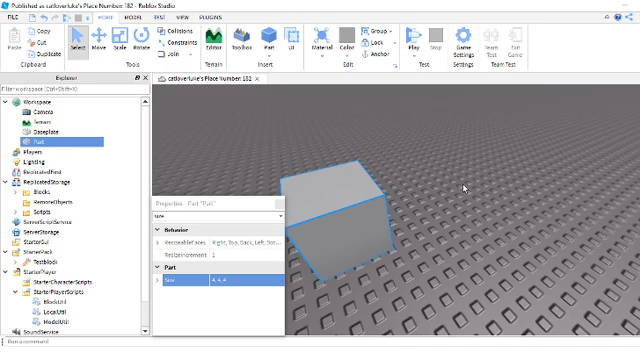 Published as catloverluke's Place Number: 182 - Roblox Studio
FILE HOME MODEL TEST VIEW PLUGINS
Paste Copy Cut Duplicate Select Move Scale Rotate Collisions Constraints Join Editor Toolbox Part UI Material Color Group Lock Anchor Play Stop Game Settings Team Test Exit Game
Clipboard Tools Terrain Insert Edit Test Settings Team Test
Explorer
catloverluke's Place Number: 182
Filter workspace (Ctrl+Shift+X)
Workspace
Camera
Terrain
Baseplate
Part
Players
Lighting
ReplicatedFirst
ReplicatedStorage
Blocks
RemoteObjects
Scripts
ServerScriptService
ServerStorage
StarterGui
StarterPack
Testblock
StarterPlayer
StarterCharacterScripts
StarterPlayerScripts
BlockUtil
LocalUtil
ModelUtil
SoundService
Properties - Part "Part"
size
Behavior
ResizeableFaces Right, Top, Back, Left, Bot...
ResizeIncrement 1
Part
Size 4, 4, 4
Run a command